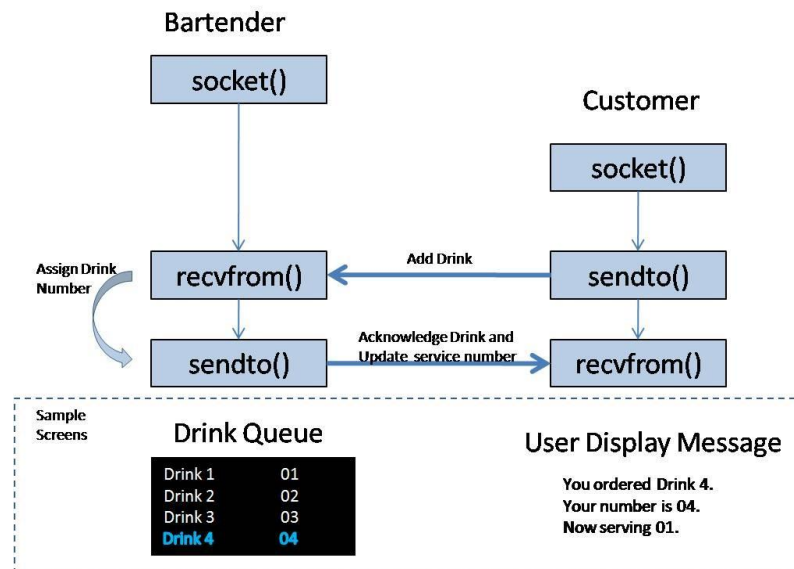 Bartender
socket()
Customer
socket()
Assign Drink
Number
recvfrom()
Add Drink
sendto()
Acknowledge Drink and
Update service number
sendto()
recvfrom()
Sample
Screens
Drink Queue
Drink 1 01
Drink 2 02
Drink 3 03
Drink 4 04
User Display Message
You ordered Drink 4.
Your number is 04.
Now serving 01.